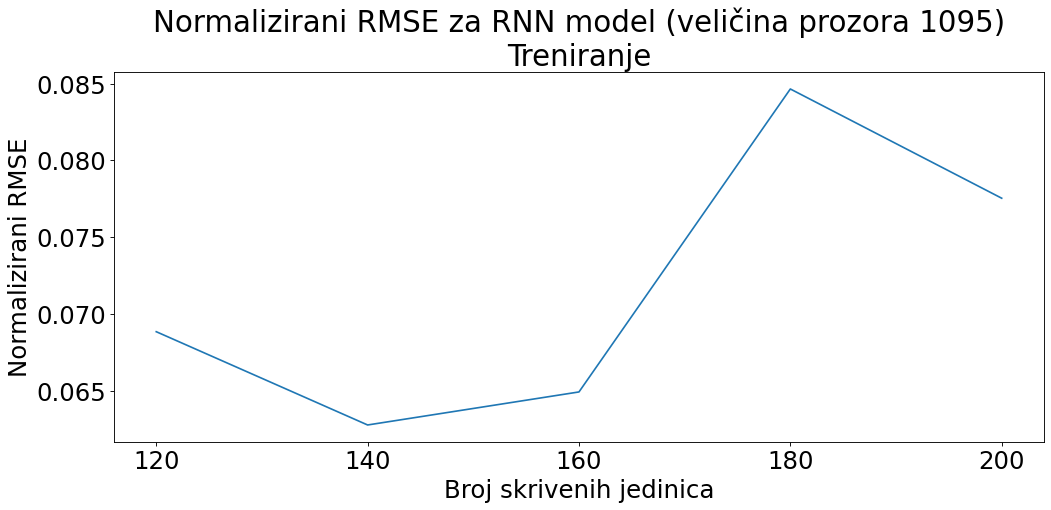 Normalizirani RMSE za RNN model (veličina prozora 1095)
Treniranje
Normalizirani RMSE
0.085
0.080
0.075
0.070
0.065
120 140 160 180 200
Broj skrivenih jedinica